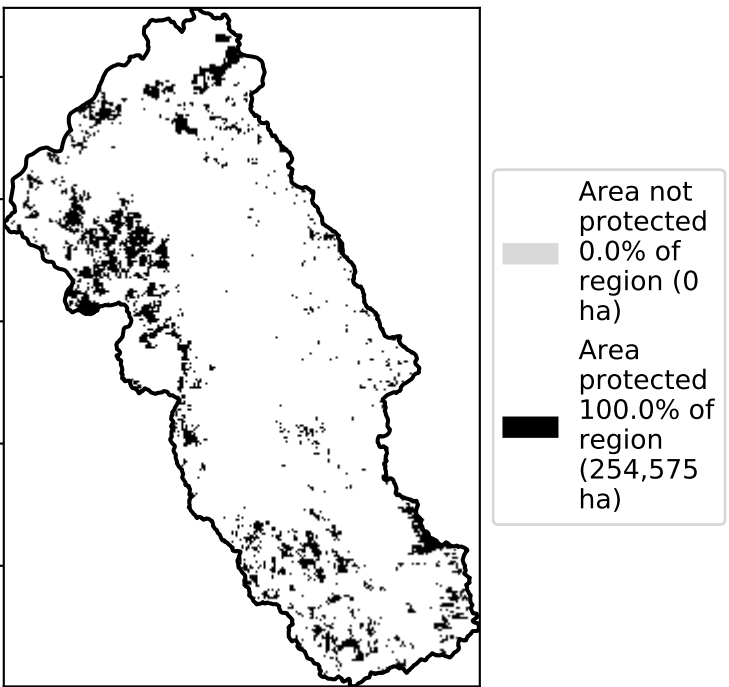 Area not
protected
0.0% of
region (0
ha)
Area
protected
100.0% of
region
(254,575
ha)